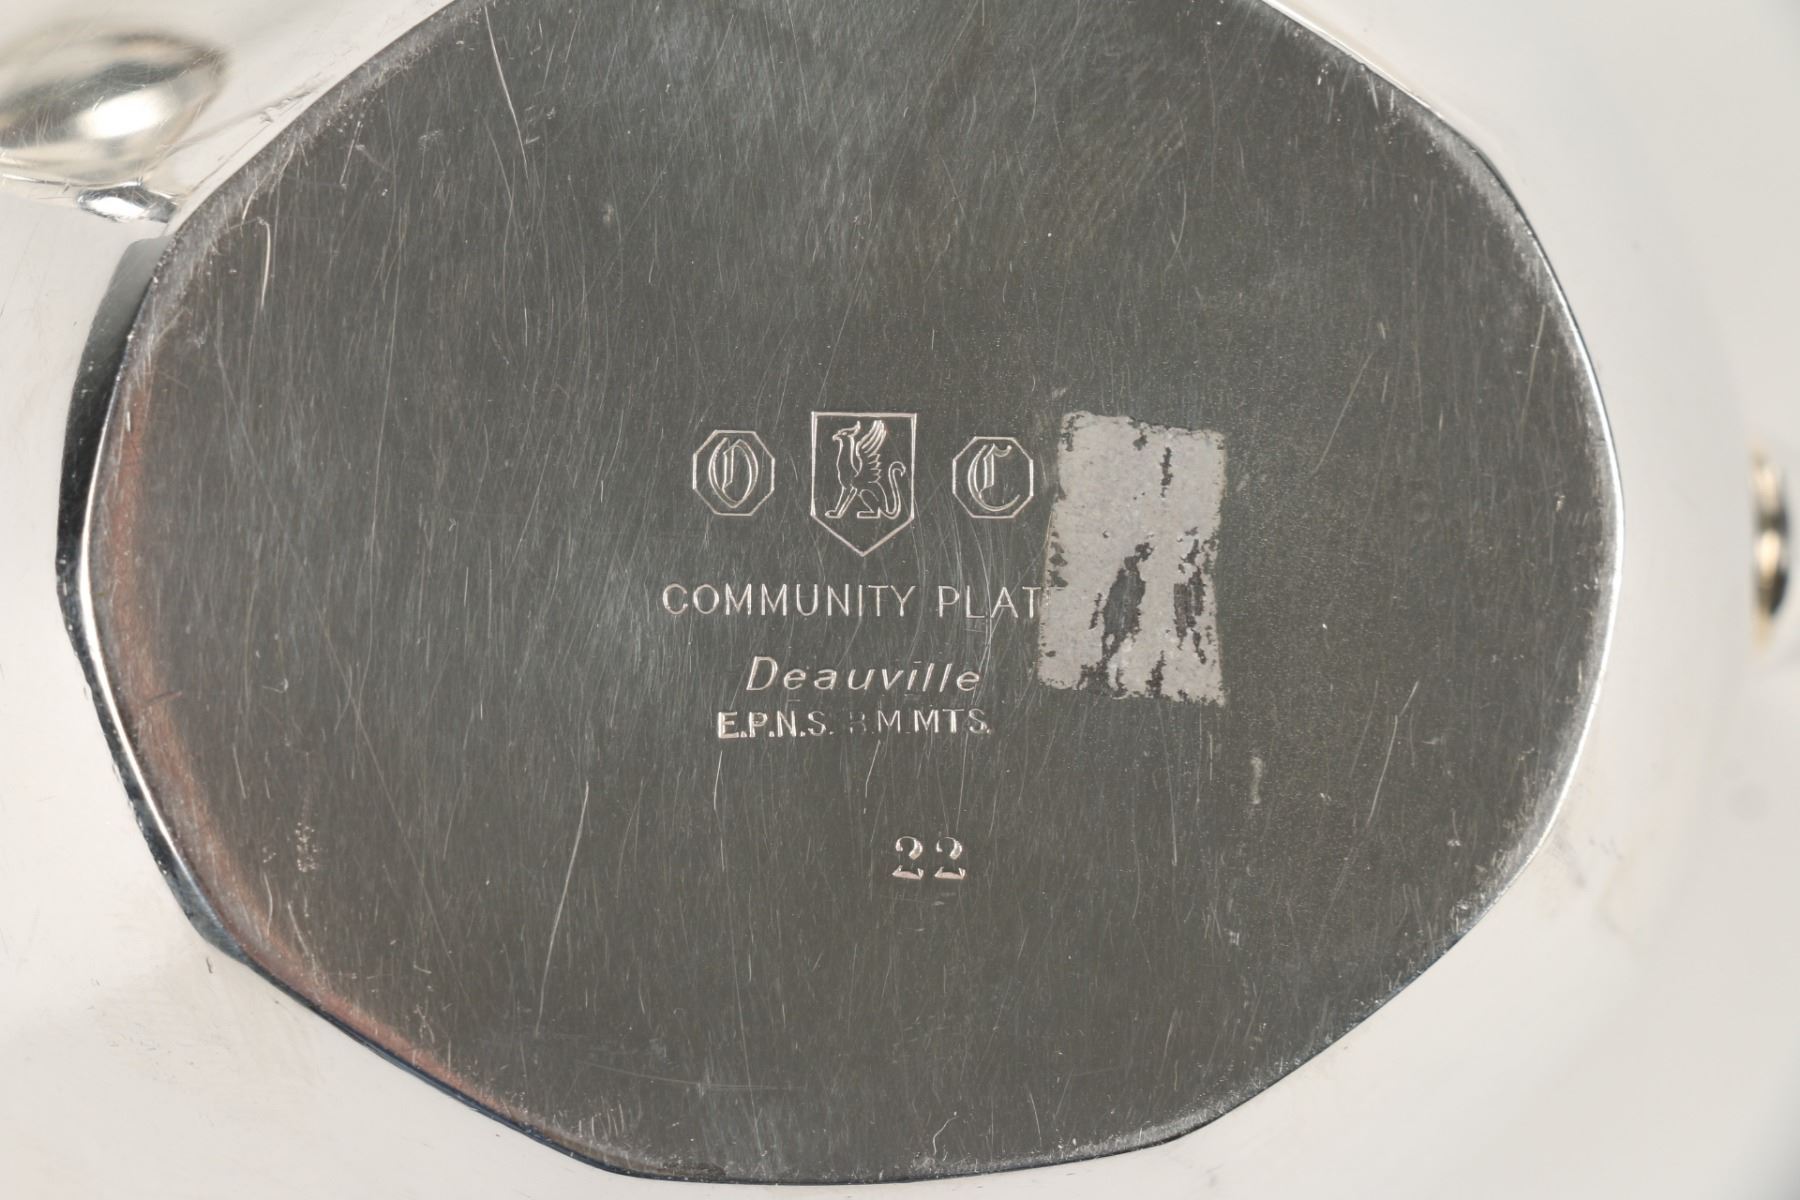 O C
COMMUNITY PLAT
Deauville
E.P.N.S. B.M.MTS.
22